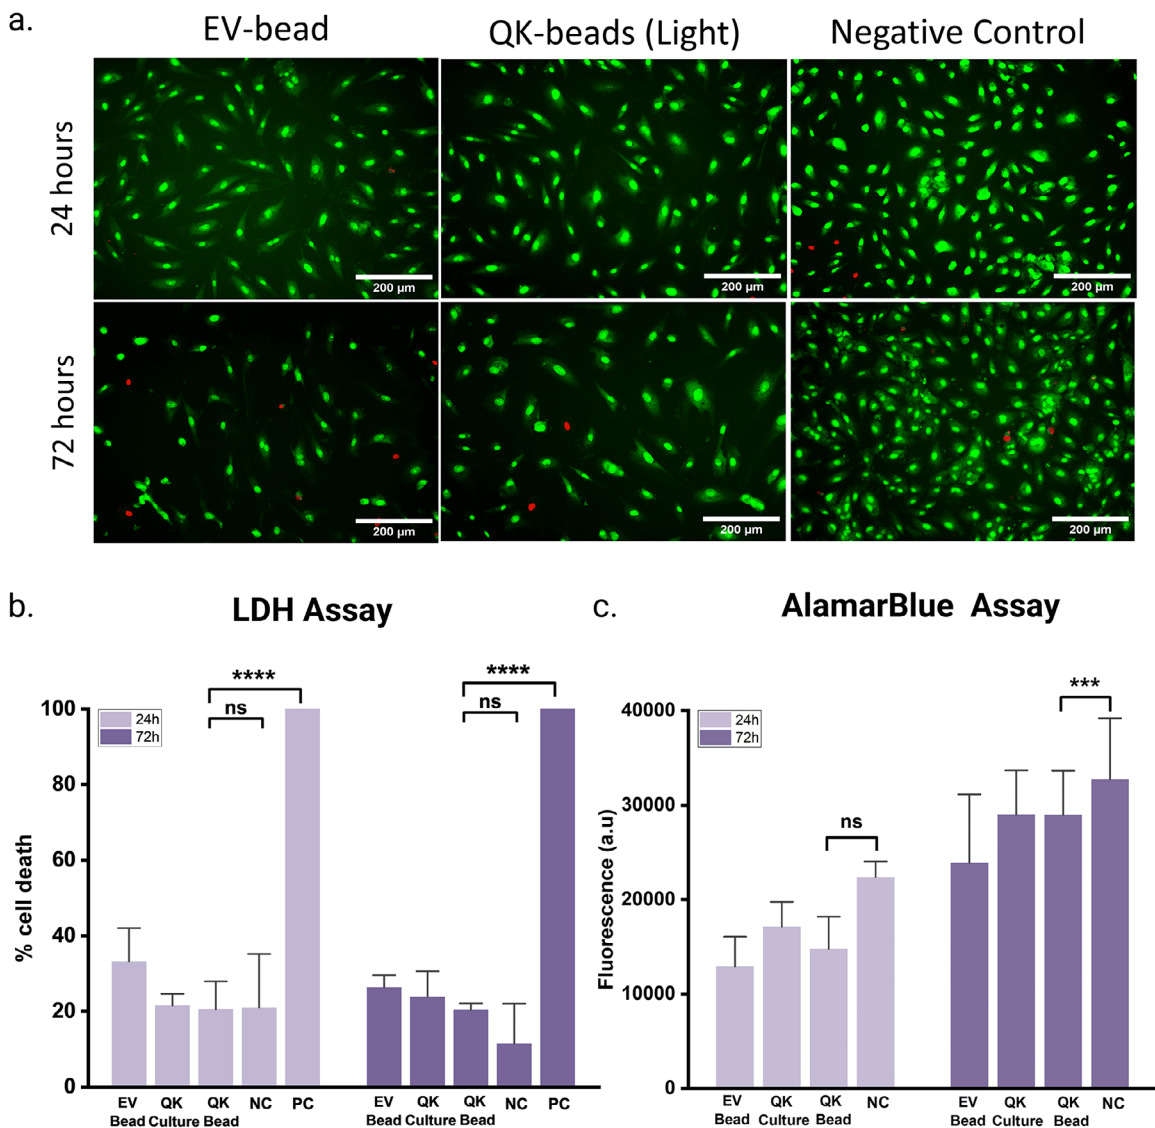 a.
EV-bead
QK-beads (Light)
Negative Control
24 hours
200 µm
200 µm
200 µm
72 hours
200 µm
200 µm
200 µm
b.
LDH Assay
% cell death
100
80
60
40
20
0
24h
72h
****
ns
****
ns
EV Bead
QK Culture
QK Bead
NC
PC
EV Bead
QK Culture
QK Bead
NC
PC
c.
AlamarBlue Assay
Fluorescence (a.u)
40000
30000
20000
10000
0
24h
72h
ns
***
EV Bead
QK Culture
QK Bead
NC
EV Bead
QK Culture
QK Bead
NC